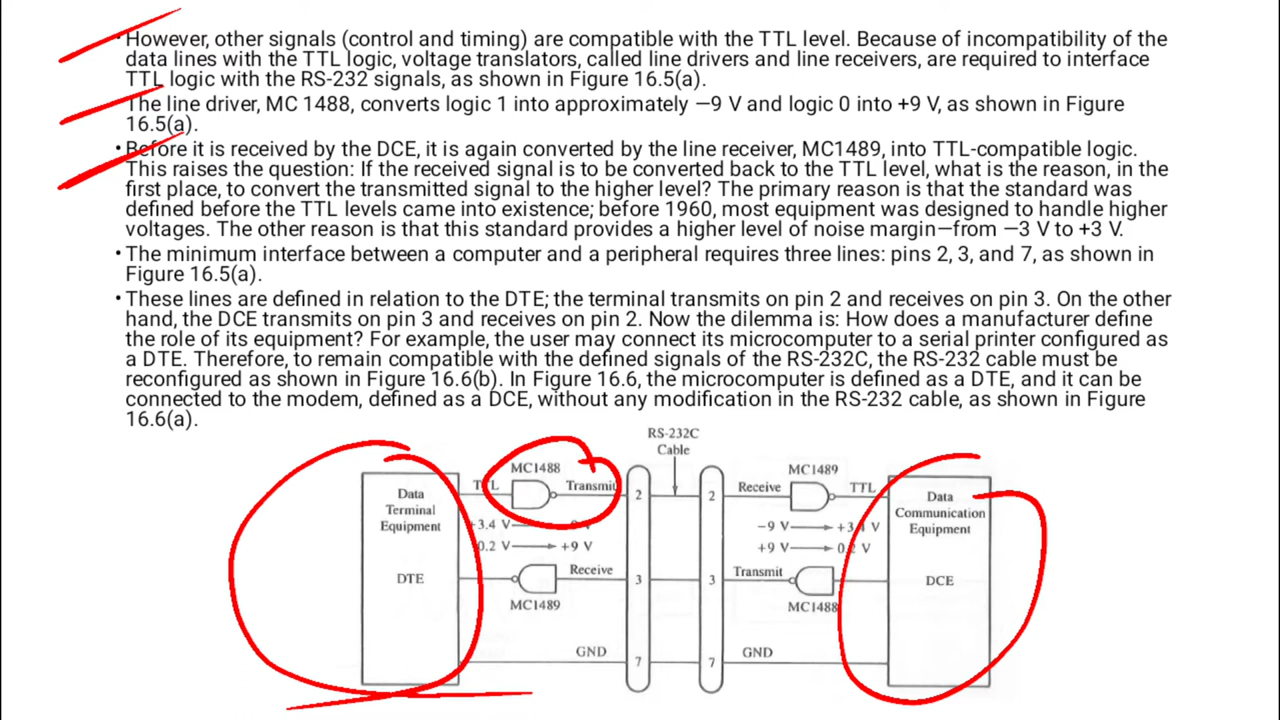 • However, other signals (control and timing) are compatible with the TTL level. Because of incompatibility of the
data lines with the TTL logic, voltage translators, called line drivers and line receivers, are required to interface
TTL logic with the RS-232 signals, as shown in Figure 16.5(a).
The line driver, MC 1488, converts logic 1 into approximately —9 V and logic 0 into +9 V, as shown in Figure
16.5(a).
• Before it is received by the DCE, it is again converted by the line receiver, MC1489, into TTL-compatible logic.
This raises the question: If the received signal is to be converted back to the TTL level, what is the reason, in the
first place, to convert the transmitted signal to the higher level? The primary reason is that the standard was
defined before the TTL levels came into existence; before 1960, most equipment was designed to handle higher
voltages. The other reason is that this standard provides a higher level of noise margin—from —3 V to +3 V.
• The minimum interface between a computer and a peripheral requires three lines: pins 2, 3, and 7, as shown in
Figure 16.5(a).
• These lines are defined in relation to the DTE; the terminal transmits on pin 2 and receives on pin 3. On the other
hand, the DCE transmits on pin 3 and receives on pin 2. Now the dilemma is: How does a manufacturer define
the role of its equipment? For example, the user may connect its microcomputer to a serial printer configured as
a DTE. Therefore, to remain compatible with the defined signals of the RS-232C, the RS-232 cable must be
reconfigured as shown in Figure 16.6(b). In Figure 16.6, the microcomputer is defined as a DTE, and it can be
connected to the modem, defined as a DCE, without any modification in the RS-232 cable, as shown in Figure
16.6(a).
RS-232C
Cable
MC1488
MC1489
TTL
Transmit
2
2
Receive
TTL
Data
Terminal
Equipment
Data
Communication
Equipment
+3.4 V
-9 V
0.2 V
+9 V
+9 V
Receive
3
3
Transmit
DTE
DCE
MC1489
MC1488
GND
7
7
GND